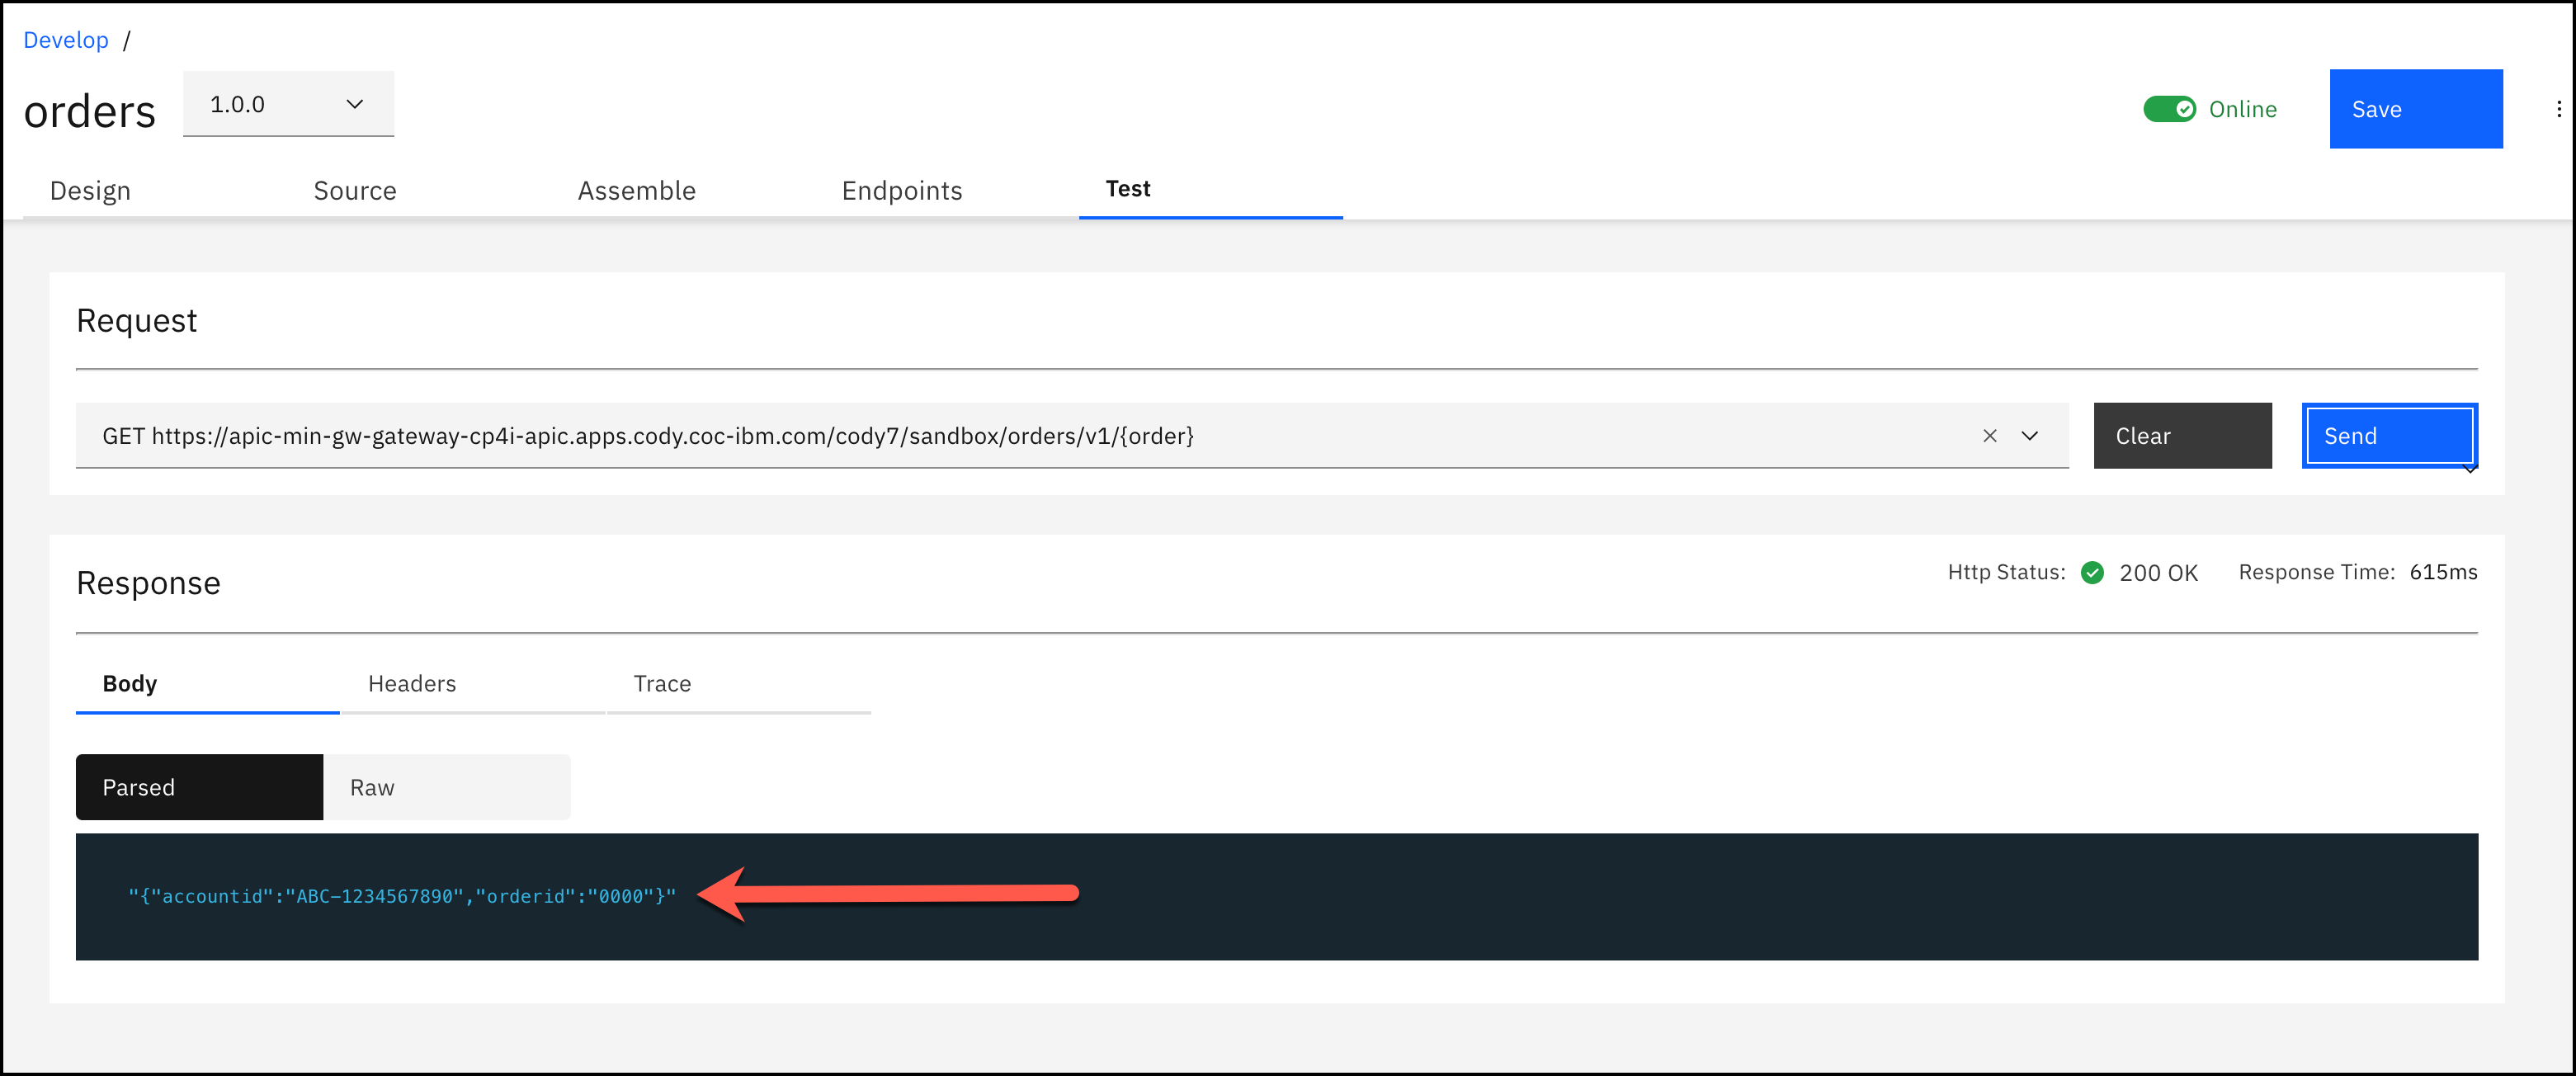 Develop /
orders 1.0.0 Online Save
Design Source Assemble Endpoints Test
Request
GET https://apic-min-gw-gateway-cp4i-apic.apps.cody.coc-ibm.com/cody7/sandbox/orders/v1/{order} Clear Send
Response Http Status: 200 OK Response Time: 615ms
Body Headers Trace
Parsed Raw
"{"accountid":"ABC-1234567890","orderid":"0000"}"